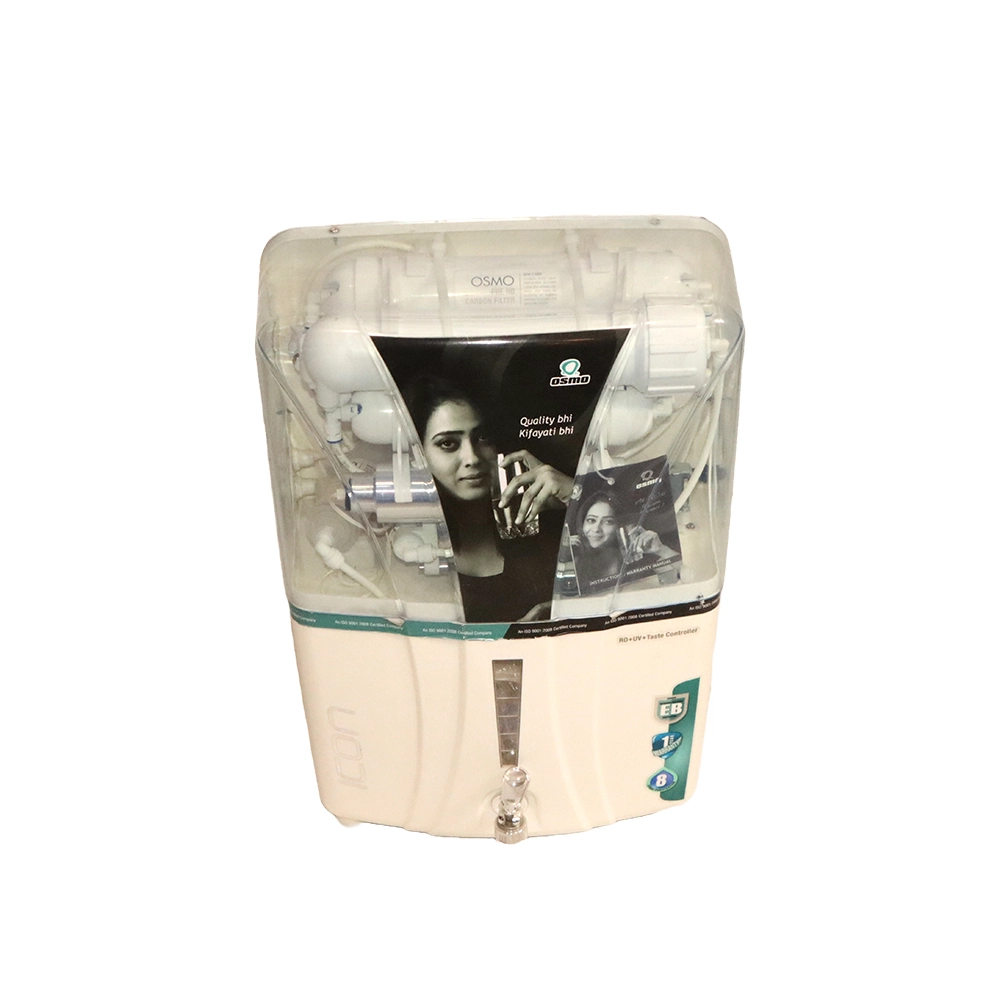 OSMO
CARBON FILTER
OSMO
Quality bhi
Kifayati bhi
OSMO
INSTRUCTION / WARRANTY MANUAL
An ISO 9001:2008 Certified Company
An ISO 9001:2008 Certified Company
An ISO 9001:2008 Certified Company
An ISO 9001:2008 Certified Company
RO+UV+Taste Controller
EB
1
8
icon